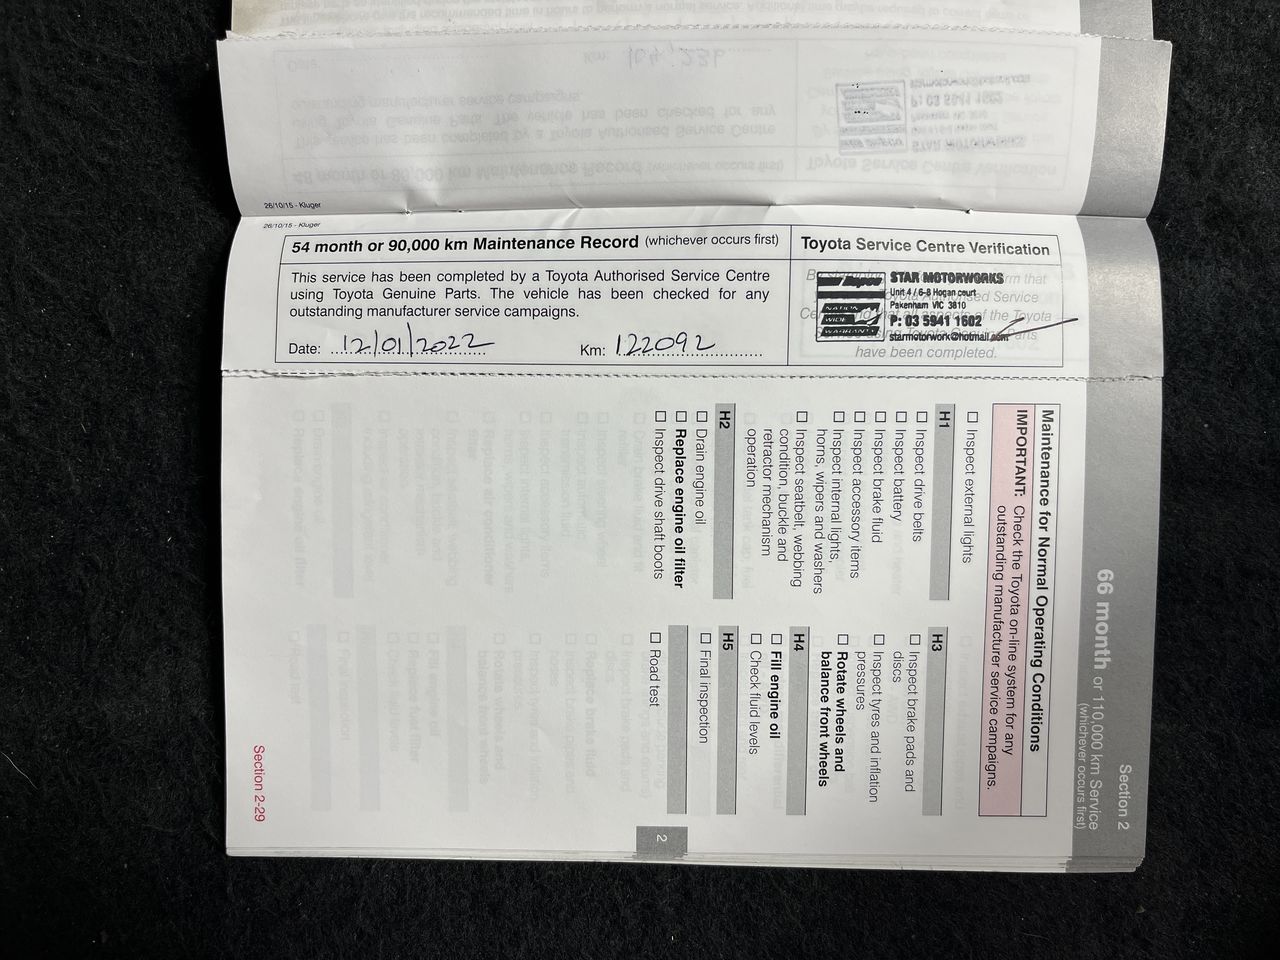 26/10/15 - Kluger
26/10/15 - Kluger
54 month or 90,000 km Maintenance Record (whichever occurs first)
This service has been completed by a Toyota Authorised Service Centre
using Toyota Genuine Parts. The vehicle has been checked for any
outstanding manufacturer service campaigns.
Date: 12/01/2022 Km: 122092
Toyota Service Centre Verification
Repco
NATION
WIDE
WARRANTY
STAR MOTORWORKS
Unit 4 / 6-8 Hogan court
Pakenham VIC 3810
P: 03 5941 1602
starmotorwork@hotmail.com
have been completed.
Section 2
66 month or 110,000 km Service
(whichever occurs first)
Maintenance for Normal Operating Conditions
IMPORTANT: Check the Toyota on-line system for any
outstanding manufacturer service campaigns.
☐ Inspect external lights
H1
☐ Inspect drive belts
☐ Inspect battery
☐ Inspect brake fluid
☐ Inspect accessory items
☐ Inspect internal lights,
horns, wipers and washers
☐ Inspect seatbelt, webbing
condition, buckle and
retractor mechanism
operation
H2
☐ Drain engine oil
☐ Replace engine oil filter
☐ Inspect drive shaft boots
H3
☐ Inspect brake pads and
discs
☐ Inspect tyres and inflation
pressures
☐ Rotate wheels and
balance front wheels
H4
☐ Fill engine oil
☐ Check fluid levels
H5
☐ Final inspection
☐ Road test
2
Section 2-29